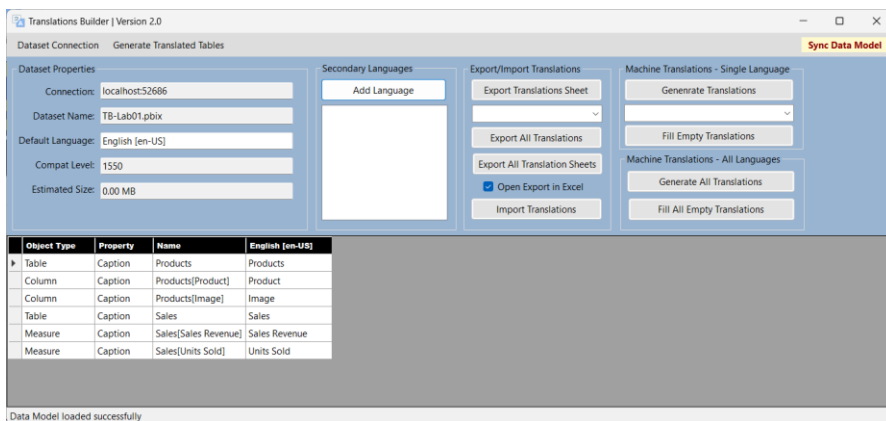 Translations Builder | Version 2.0
Dataset Connection Generate Translated Tables Sync Data Model
Dataset Properties
Connection: localhost:52686
Dataset Name: TB-Lab01.pbix
Default Language: English [en-US]
Compat Level: 1550
Estimated Size: 0.00 MB
Secondary Languages
Add Language
Export/Import Translations
Export Translations Sheet
Export All Translations
Export All Translation Sheets
Open Export in Excel
Import Translations
Machine Translations - Single Language
Genenrate Translations
Fill Empty Translations
Machine Translations - All Languages
Generate All Translations
Fill All Empty Translations
Object Type Property Name English [en-US]
Table Caption Products Products
Column Caption Products[Product] Product
Column Caption Products[Image] Image
Table Caption Sales Sales
Measure Caption Sales[Sales Revenue] Sales Revenue
Measure Caption Sales[Units Sold] Units Sold
Data Model loaded successfully